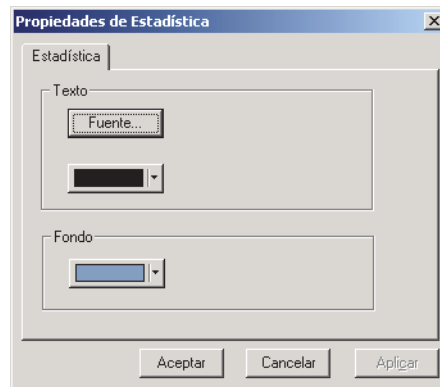 Propiedades de Estadística
Estadística
Texto
Fuente...
Fondo
Aceptar Cancelar Aplicar